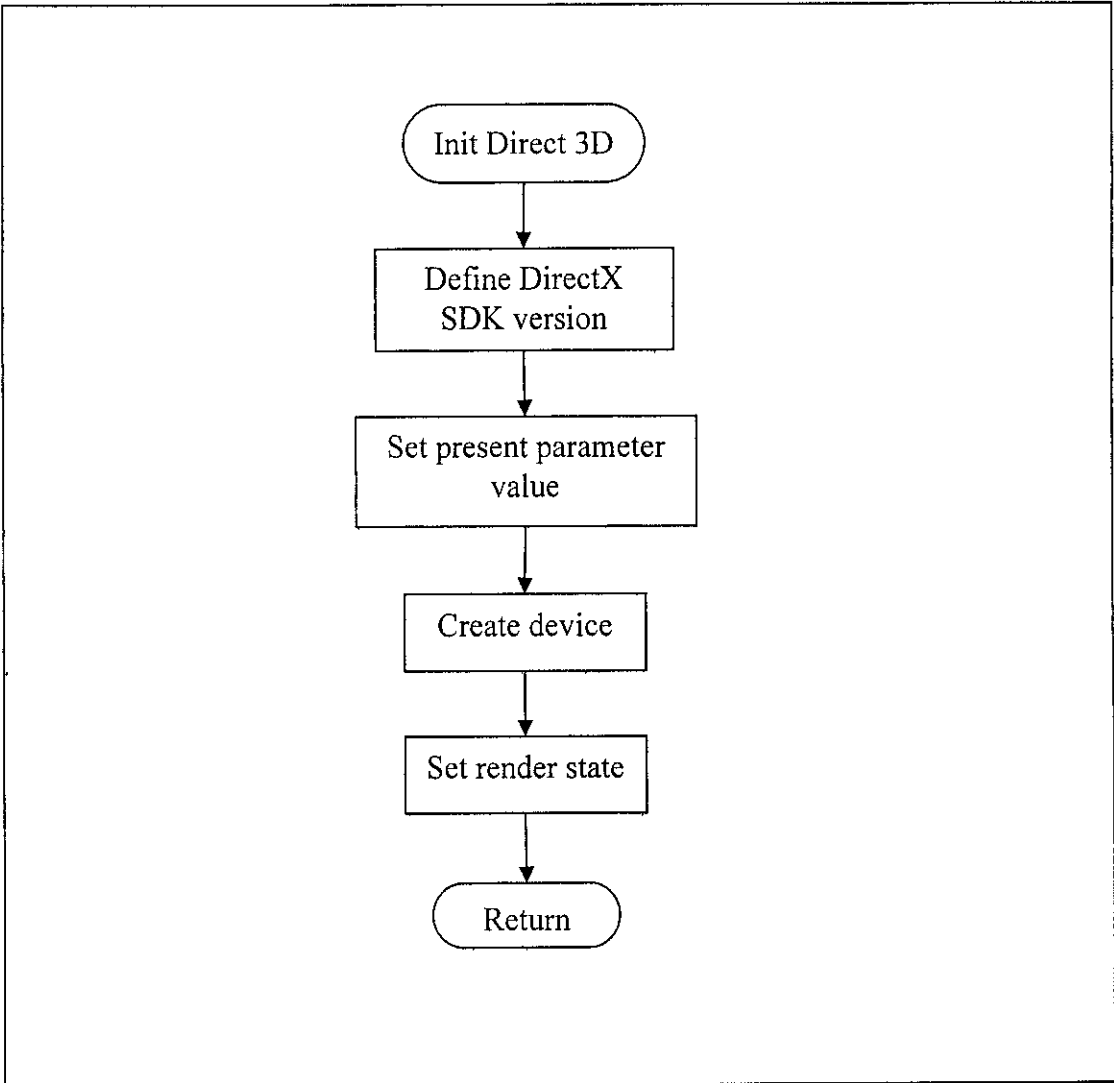 Init Direct 3D
Define DirectX
SDK version
Set present parameter
value
Create device
Set render state
Return